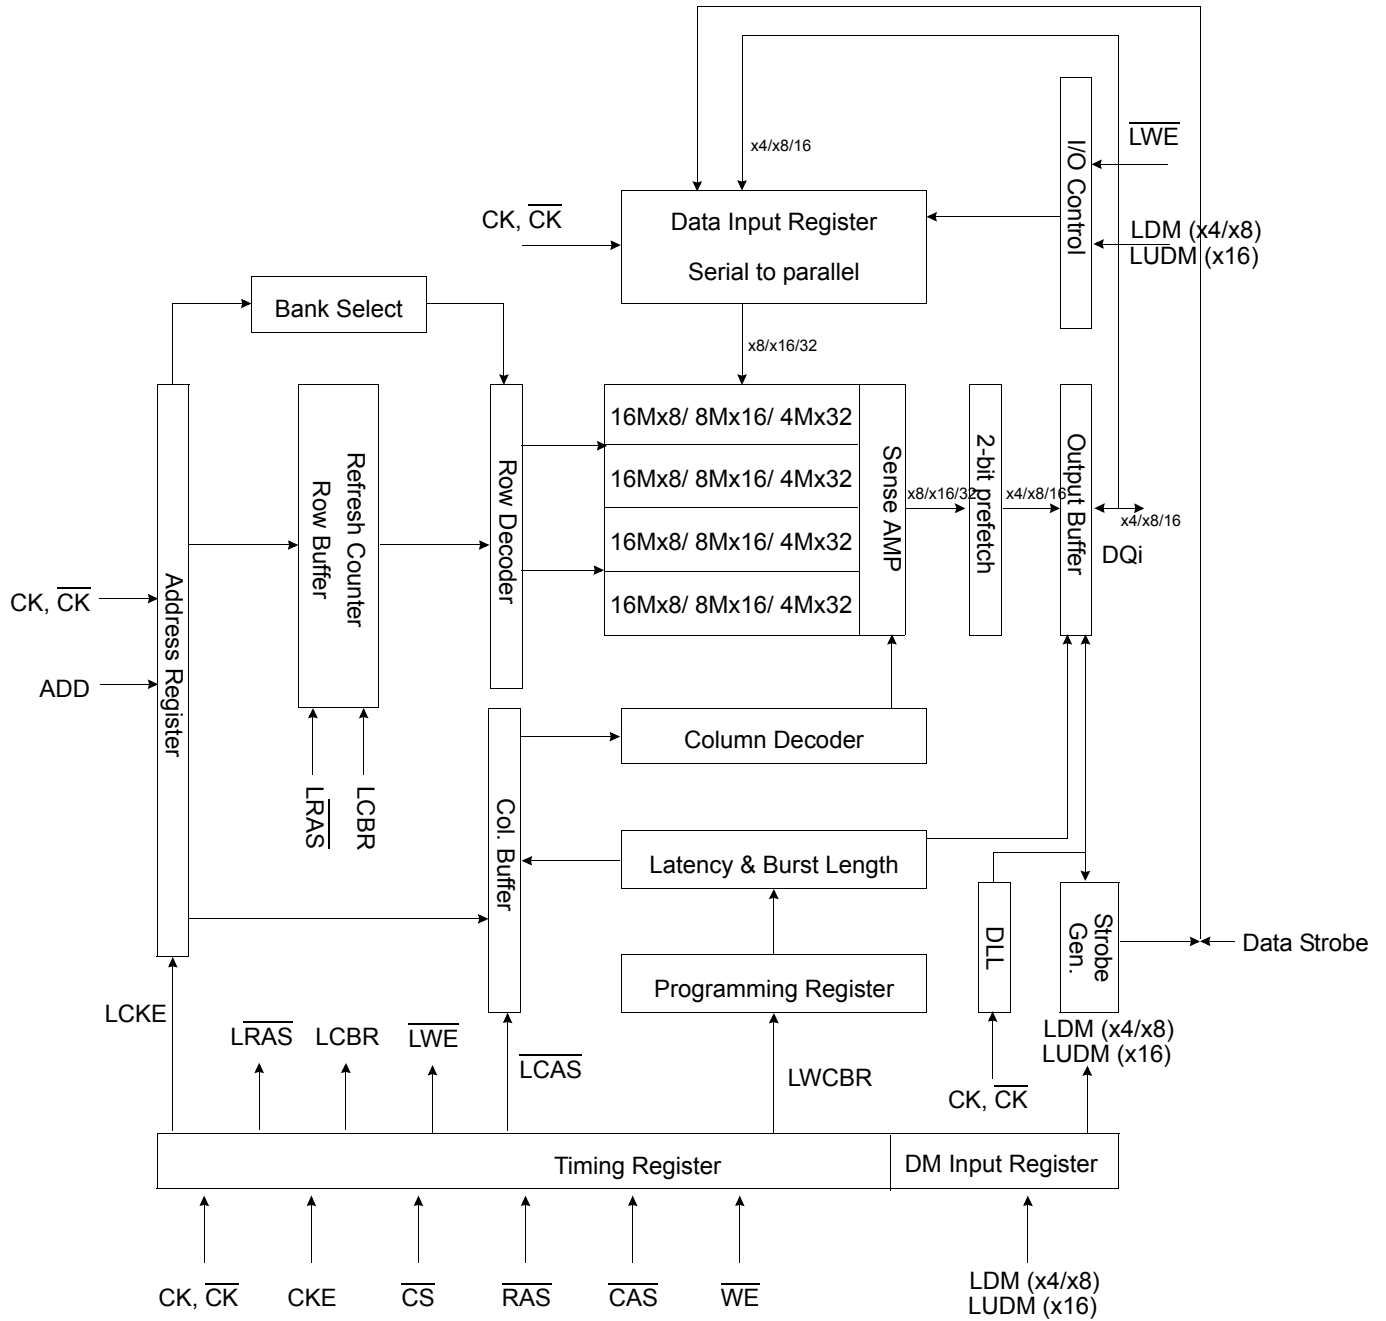 x4/x8/16
LWE
I/O Control
CK, CK
Data Input Register
Serial to parallel
LDM (x4/x8)
LUDM (x16)
Bank Select
x8/x16/32
Address Register
Refresh Counter
Row Buffer
Row Decoder
16Mx8/ 8Mx16/ 4Mx32
16Mx8/ 8Mx16/ 4Mx32
16Mx8/ 8Mx16/ 4Mx32
16Mx8/ 8Mx16/ 4Mx32
Sense AMP
x8/x16/32
2-bit prefetch
x4/x8/16
Output Buffer
x4/x8/16
DQi
CK, CK
ADD
LRAS
LCBR
Col. Buffer
Column Decoder
Latency & Burst Length
DLL
Strobe
Gen.
Data Strobe
Programming Register
LCKE
LRAS
LCBR
LWE
LCAS
LWCBR
CK, CK
LDM (x4/x8)
LUDM (x16)
Timing Register
DM Input Register
CK, CK
CKE
CS
RAS
CAS
WE
LDM (x4/x8)
LUDM (x16)